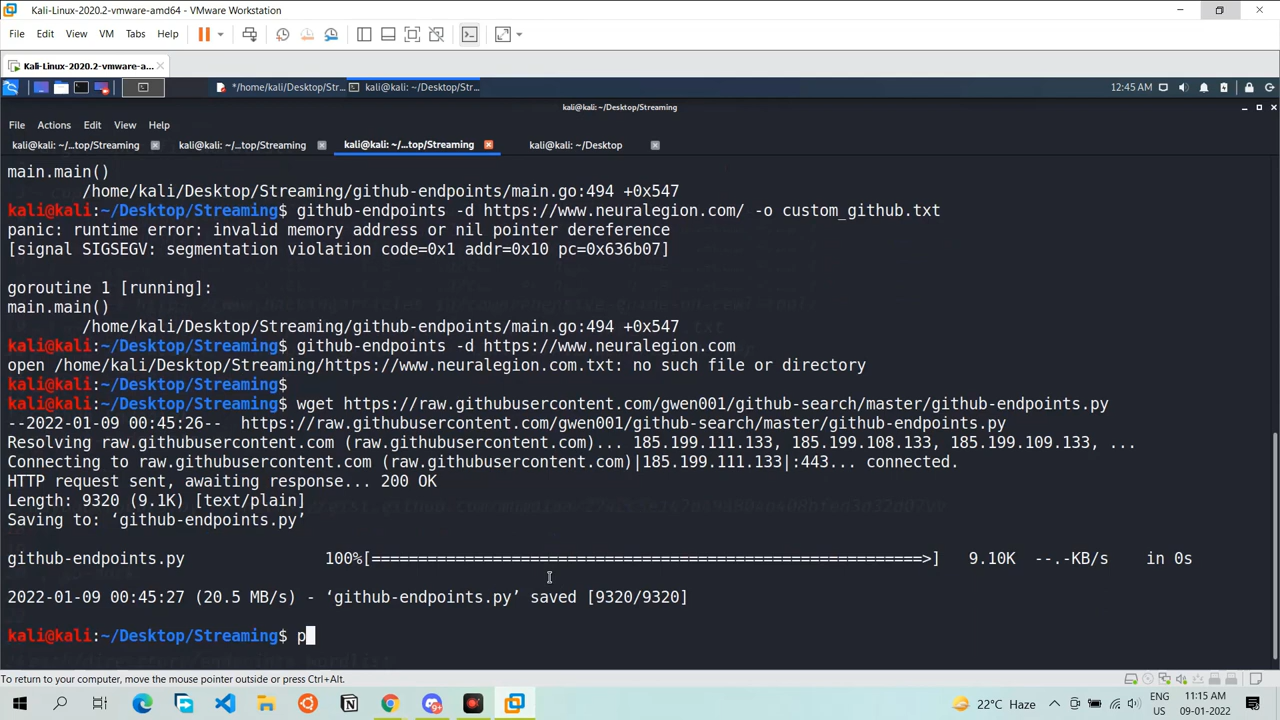 Kali-Linux-2020.2-vmware-amd64 - VMware Workstation
File Edit View VM Tabs Help
Kali-Linux-2020.2-vmware-a...
*/home/kali/Desktop/Str... kali@kali: ~/Desktop/Str... 12:45 AM
kali@kali: ~/Desktop/Streaming
File Actions Edit View Help
kali@kali: ~/...top/Streaming kali@kali: ~/...top/Streaming kali@kali: ~/...top/Streaming kali@kali: ~/Desktop
main.main()
/home/kali/Desktop/Streaming/github-endpoints/main.go:494 +0x547
kali@kali:~/Desktop/Streaming$ github-endpoints -d https://www.neuralegion.com/ -o custom_github.txt
panic: runtime error: invalid memory address or nil pointer dereference
[signal SIGSEGV: segmentation violation code=0x1 addr=0x10 pc=0x636b07]
goroutine 1 [running]:
main.main()
/home/kali/Desktop/Streaming/github-endpoints/main.go:494 +0x547
kali@kali:~/Desktop/Streaming$ github-endpoints -d https://www.neuralegion.com
open /home/kali/Desktop/Streaming/https://www.neuralegion.com.txt: no such file or directory
kali@kali:~/Desktop/Streaming$
kali@kali:~/Desktop/Streaming$ wget https://raw.githubusercontent.com/gwen001/github-search/master/github-endpoints.py
--2022-01-09 00:45:26-- https://raw.githubusercontent.com/gwen001/github-search/master/github-endpoints.py
Resolving raw.githubusercontent.com (raw.githubusercontent.com)... 185.199.111.133, 185.199.108.133, 185.199.109.133, ...
Connecting to raw.githubusercontent.com (raw.githubusercontent.com)|185.199.111.133|:443... connected.
HTTP request sent, awaiting response... 200 OK
Length: 9320 (9.1K) [text/plain]
Saving to: ‘github-endpoints.py’
github-endpoints.py 100%[===================================================>] 9.10K --.-KB/s in 0s
2022-01-09 00:45:27 (20.5 MB/s) - ‘github-endpoints.py’ saved [9320/9320]
kali@kali:~/Desktop/Streaming$ p
To return to your computer, move the mouse pointer outside or press Ctrl+Alt.
22°C Haze ENG US 11:15 AM 09-01-2022